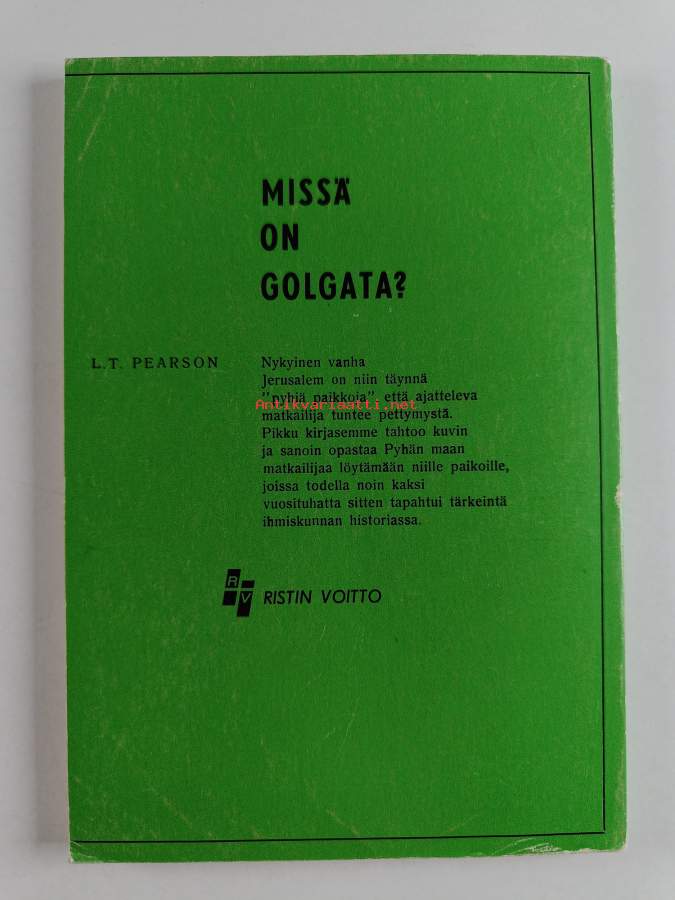 MISSÄ
ON
GOLGATA?
L.T. PEARSON
Nykyinen vanha
Jerusalem on niin täynnä
"pyhiä paikkoja", että ajatteleva
Antikvariaatti.net
matkailija tuntee pettymystä.
Pikku kirjasemme tahtoo kuvin
ja sanoin opastaa Pyhän maan
matkailijaa löytämään niille paikoille,
joissa todella noin kaksi
vuosituhatta sitten tapahtui tärkeintä
ihmiskunnan historiassa.
RV RISTIN VOITTO